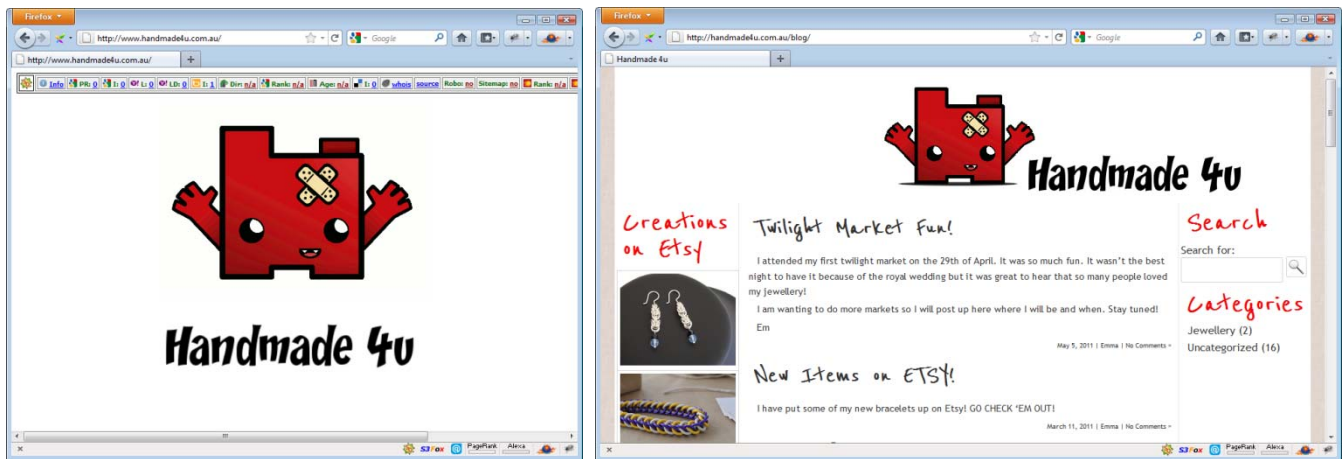 Firefox
http://www.handmade4u.com.au/
Google
http://www.handmade4u.com.au/
Info PR: 0 I: 0 L: 0 LD: 0 I: 1 Dir: n/a Rank: n/a Age: n/a I: 0 whois source Robo: no Sitemap: no Rank: n/a
Handmade 4u
S3Fox PageRank Alexa
Firefox
http://handmade4u.com.au/blog/
Google
Handmade 4u
Handmade 4u
Creations
on Etsy
Twilight Market Fun!
I attended my first twilight market on the 29th of April. It was so much fun. It wasn't the best
night to have it because of the royal wedding but it was great to hear that so many people loved
my jewellery!
I am wanting to do more markets so I will post up here where I will be and when. Stay tuned!
Em
May 5, 2011 | Emma | No Comments »
New Items on ETSY!
I have put some of my new bracelets up on Etsy! GO CHECK 'EM OUT!
March 11, 2011 | Emma | No Comments »
Search
Search for:
Categories
Jewellery (2)
Uncategorized (16)
S3Fox PageRank Alexa